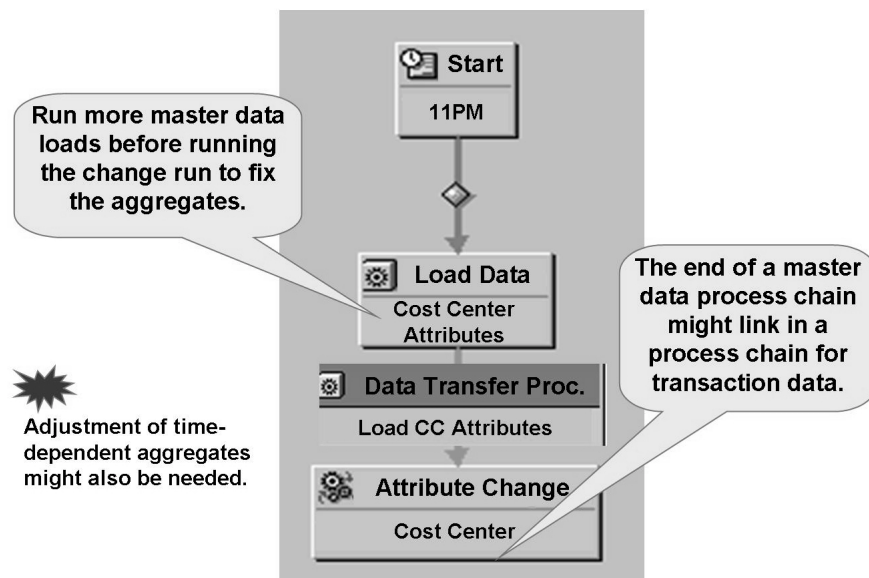 Start
11PM
Run more master data
loads before running
the change run to fix
the aggregates.
Load Data
Cost Center
Attributes
The end of a master
data process chain
might link in a
process chain for
transaction data.
Data Transfer Proc.
Load CC Attributes
Adjustment of time-
dependent aggregates
might also be needed.
Attribute Change
Cost Center